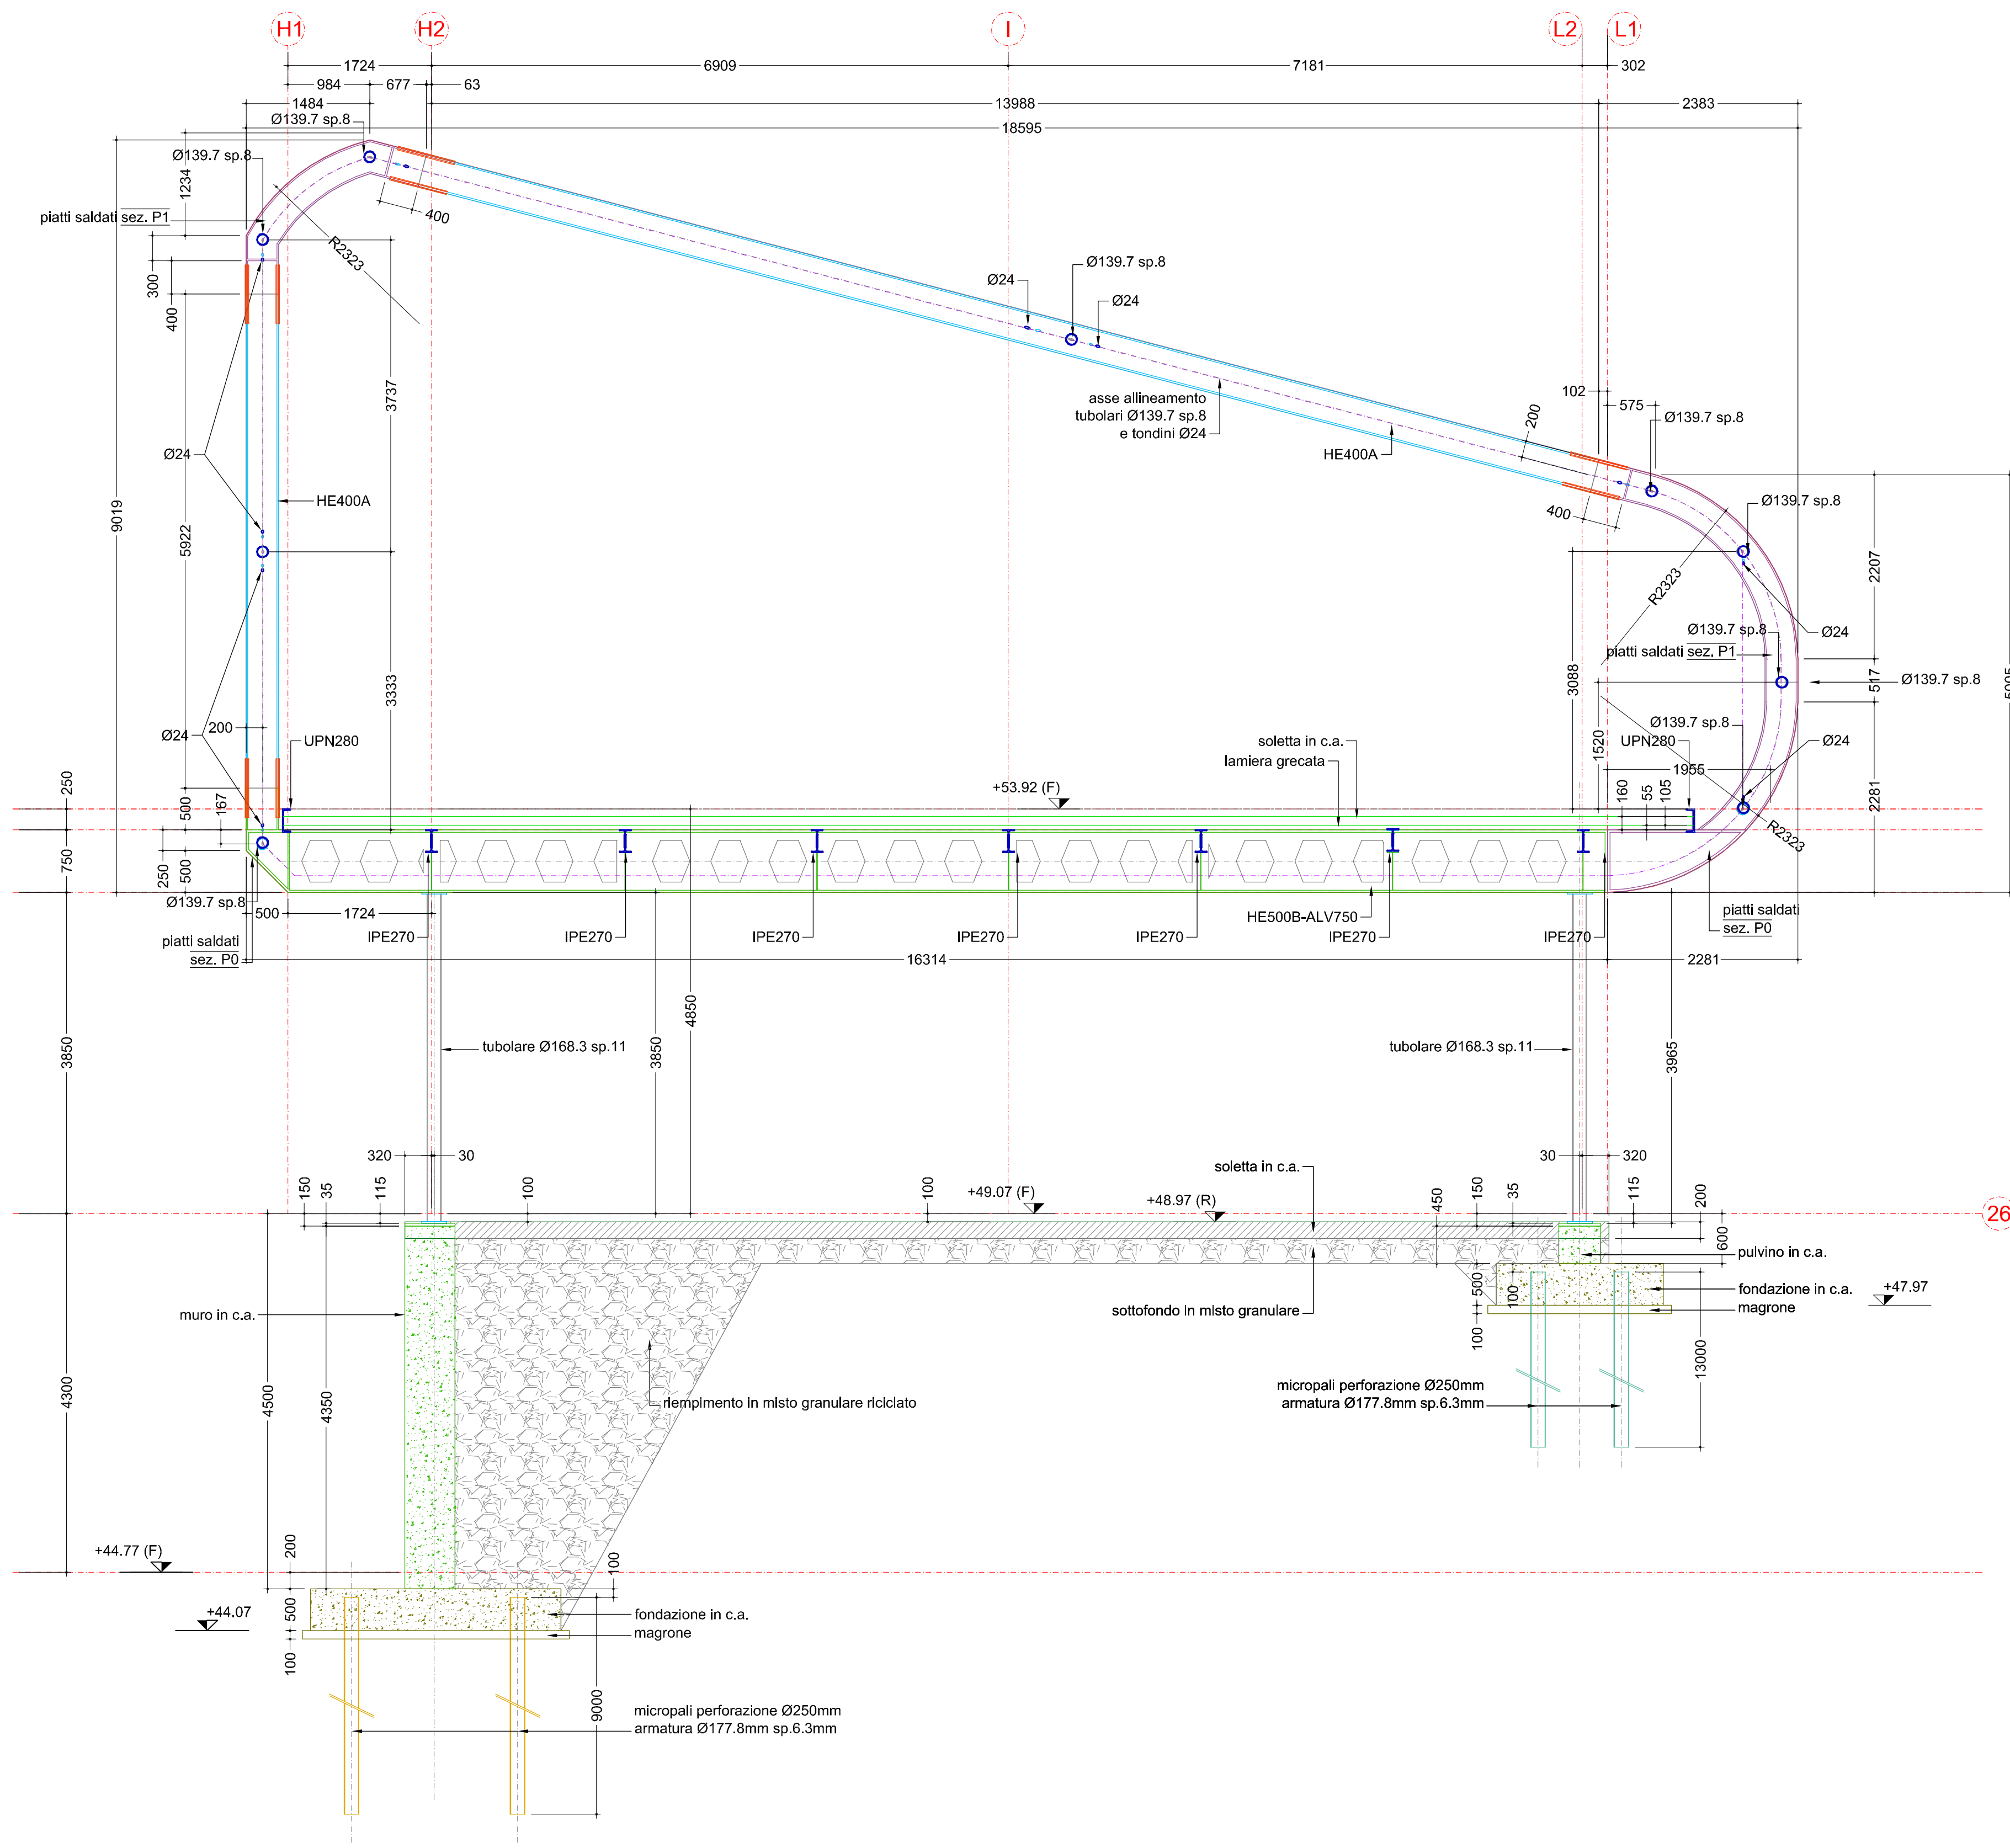 H1
H2
I
L2
L1
1724
6909
7181
302
984
677
63
1484
13988
2383
Ø139.7 sp.8
18595
Ø139.7 sp.8
1234
piatti saldati sez. P1
400
R2323
300
400
Ø24
Ø139.7 sp.8
Ø24
3737
9019
102
575
asse allineamento
tubolari Ø139.7 sp.8
e tondini Ø24
200
Ø139.7 sp.8
HE400A
Ø24
HE400A
5922
400
Ø139.7 sp.8
2207
5095
R2323
Ø139.7 sp.8
Ø24
piatti saldati sez. P1
3333
3088
517
Ø139.7 sp.8
200
Ø24
UPN280
Ø139.7 sp.8
soletta in c.a.
lamiera grecata
UPN280
Ø24
1520
1955
250
+53.92 (F)
500
167
160
55
105
2281
R2323
750
250
500
Ø139.7 sp.8
500
1724
HE500B-ALV750
piatti saldati
sez. P0
IPE270
IPE270
IPE270
IPE270
IPE270
IPE270
IPE270
piatti saldati
sez. P0
16314
2281
4850
3850
tubolare Ø168.3 sp.11
3850
tubolare Ø168.3 sp.11
3965
320
30
30
320
soletta in c.a.
150
35
115
100
100
+49.07 (F)
+48.97 (R)
450
150
35
115
200
26
600
pulvino in c.a.
500
100
fondazione in c.a.
+47.97
magrone
muro in c.a.
sottofondo in misto granulare
100
13000
4300
4500
4350
riempimento in misto granulare riciclato
micropali perforazione Ø250mm
armatura Ø177.8mm sp.6.3mm
+44.77 (F)
200
100
+44.07
500
fondazione in c.a.
magrone
100
9000
micropali perforazione Ø250mm
armatura Ø177.8mm sp.6.3mm